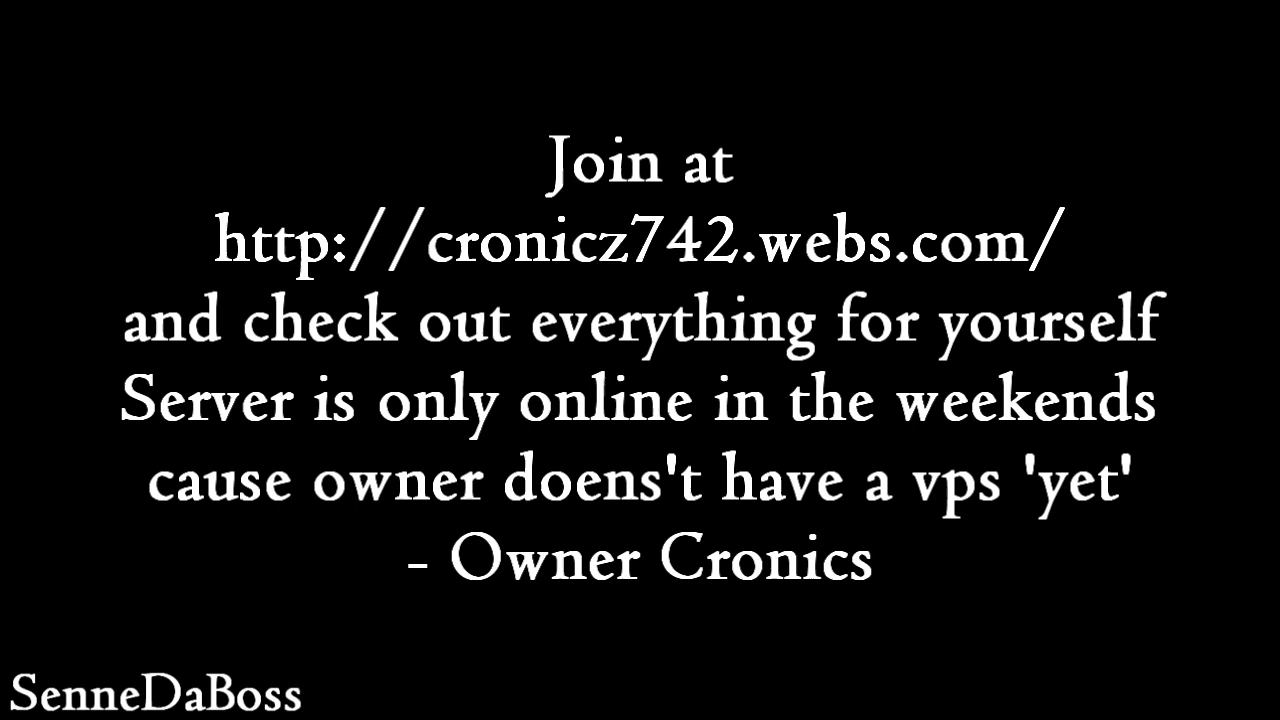 Join at
http://cronicz742.webs.com/
and check out everything for yourself
Server is only online in the weekends
cause owner doens't have a vps 'yet'
- Owner Cronics
SenneDaBoss